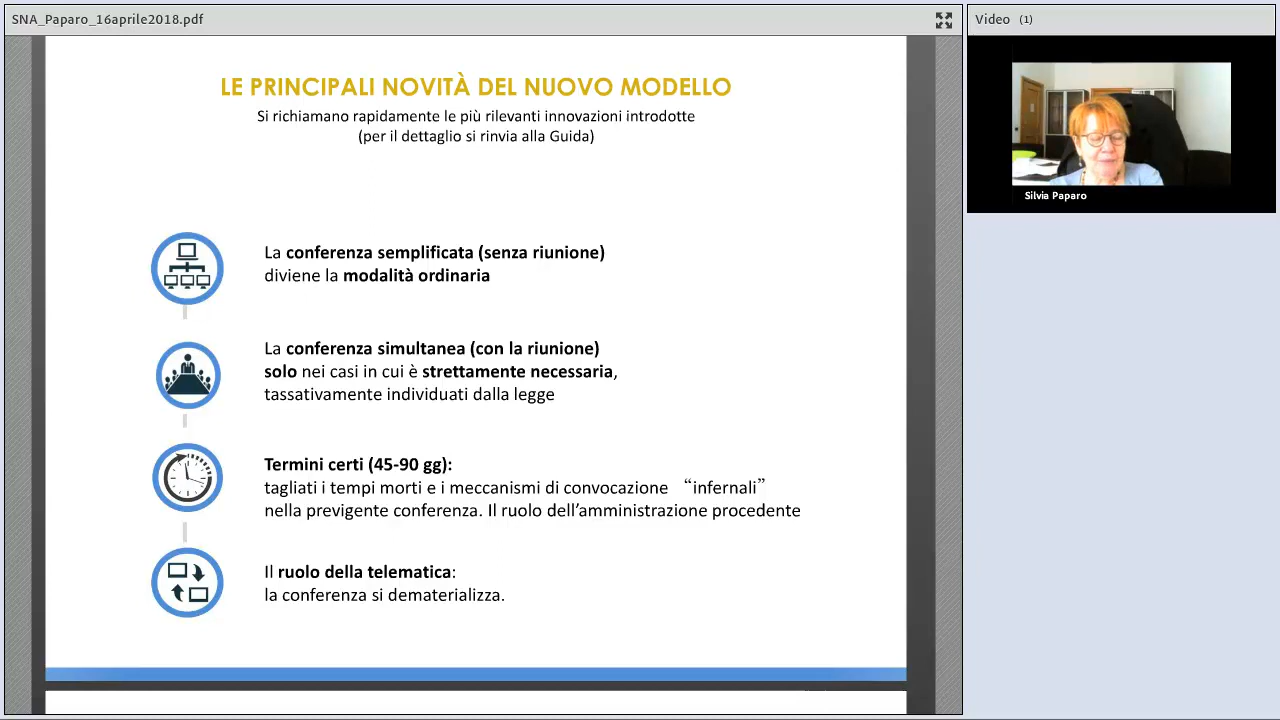 SNA_Paparo_16aprile2018.pdf
Video (1)
LE PRINCIPALI NOVITÀ DEL NUOVO MODELLO
Si richiamano rapidamente le più rilevanti innovazioni introdotte
(per il dettaglio si rinvia alla Guida)
Silvia Paparo
La conferenza semplificata (senza riunione)
diviene la modalità ordinaria
La conferenza simultanea (con la riunione)
solo nei casi in cui è strettamente necessaria,
tassativamente individuati dalla legge
Termini certi (45-90 gg):
tagliati i tempi morti e i meccanismi di convocazione “infernali”
nella previgente conferenza. Il ruolo dell’amministrazione procedente
Il ruolo della telematica:
la conferenza si dematerializza.